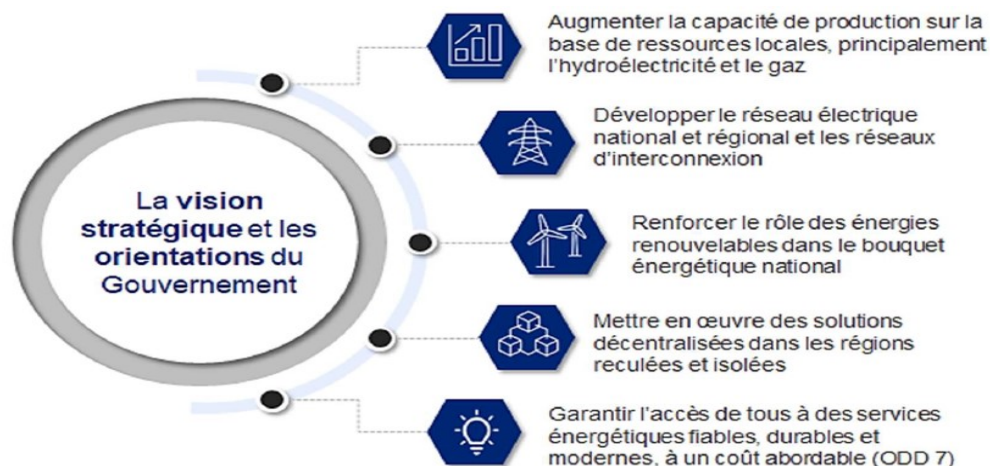 Augmenter la capacité de production sur la
base de ressources locales, principalement
l'hydroélectricité et le gaz
Développer le réseau électrique
national et régional et les réseaux
d'interconnexion
La vision
stratégique et les
orientations du
Gouvernement
Renforcer le rôle des énergies
renouvelables dans le bouquet
énergétique national
Mettre en œuvre des solutions
décentralisées dans les régions
reculées et isolées
Garantir l'accès de tous à des services
énergétiques fiables, durables et
modernes, à un coût abordable (ODD 7)